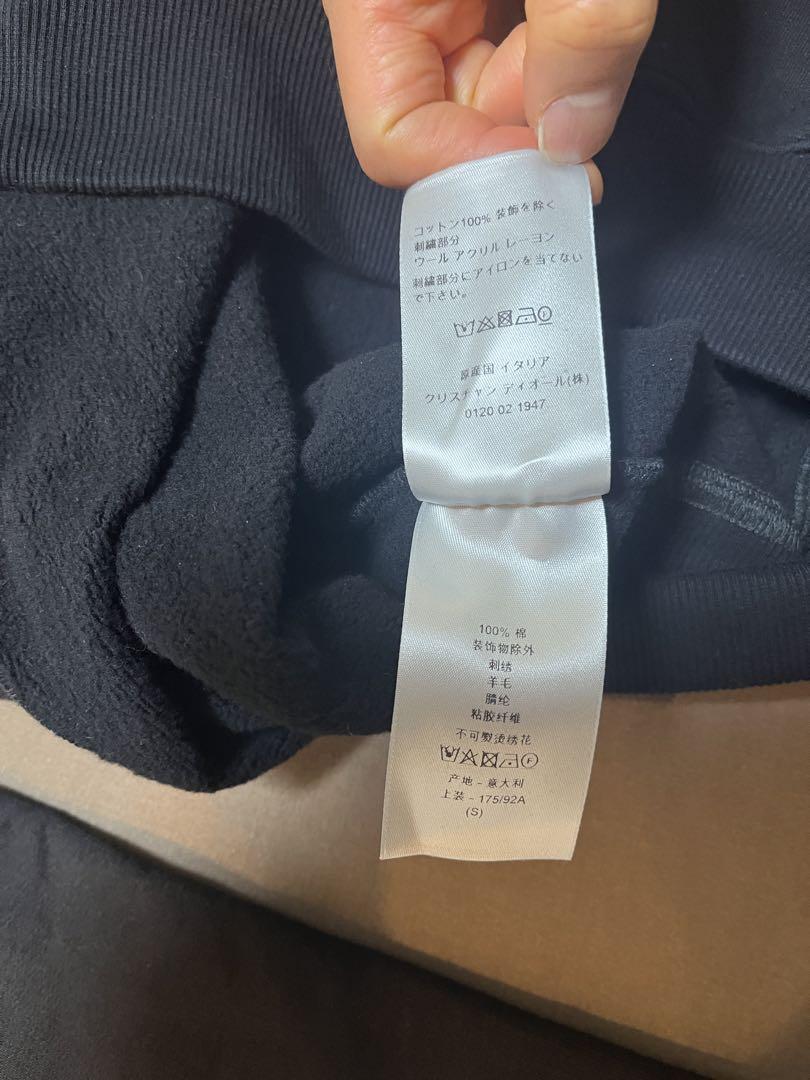 コットン100% 装飾を除く
刺繍部分
ウール アクリル レーヨン
刺繍部分にアイロンを当てない
で下さい。
原産国 イタリア
クリスチャン ディオール(株)
0120 02 1947
100% 棉
装饰物除外
刺绣
羊毛
腈纶
粘胶纤维
不可熨烫绣花
产地 - 意大利
上装 - 175/92A
(S)